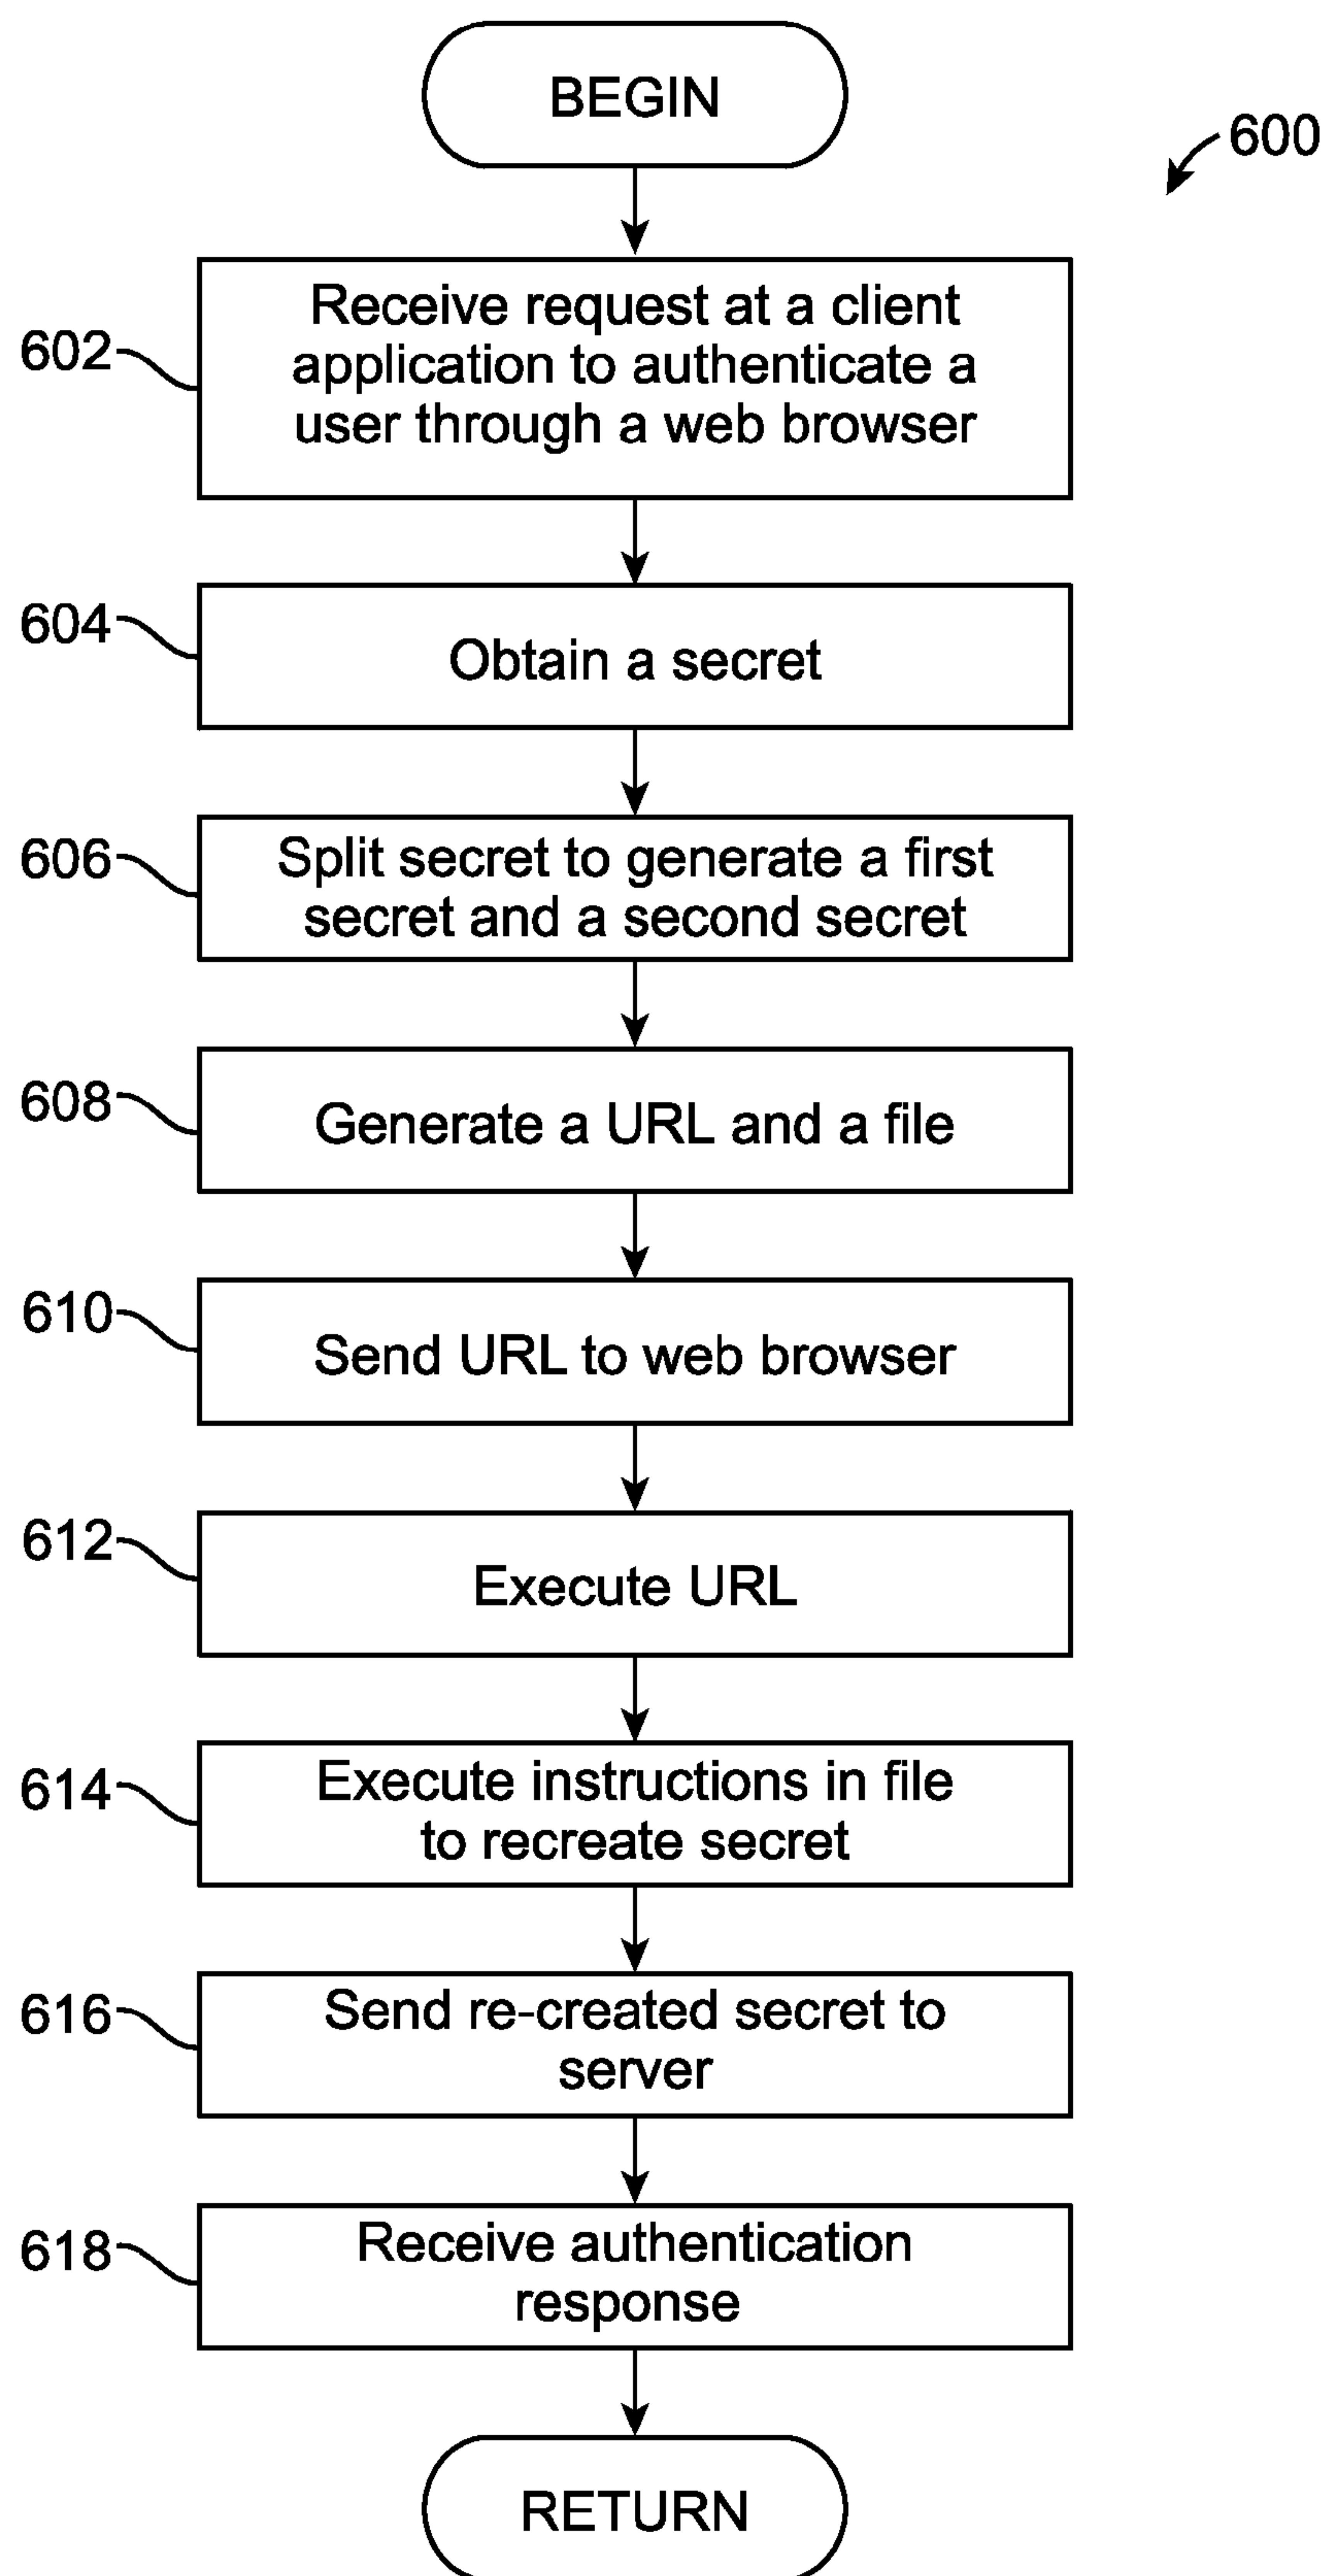 BEGIN
600
602
Receive request at a client
application to authenticate a
user through a web browser
604
Obtain a secret
606
Split secret to generate a first
secret and a second secret
608
Generate a URL and a file
610
Send URL to web browser
612
Execute URL
614
Execute instructions in file
to recreate secret
616
Send re-created secret to
server
618
Receive authentication
response
RETURN